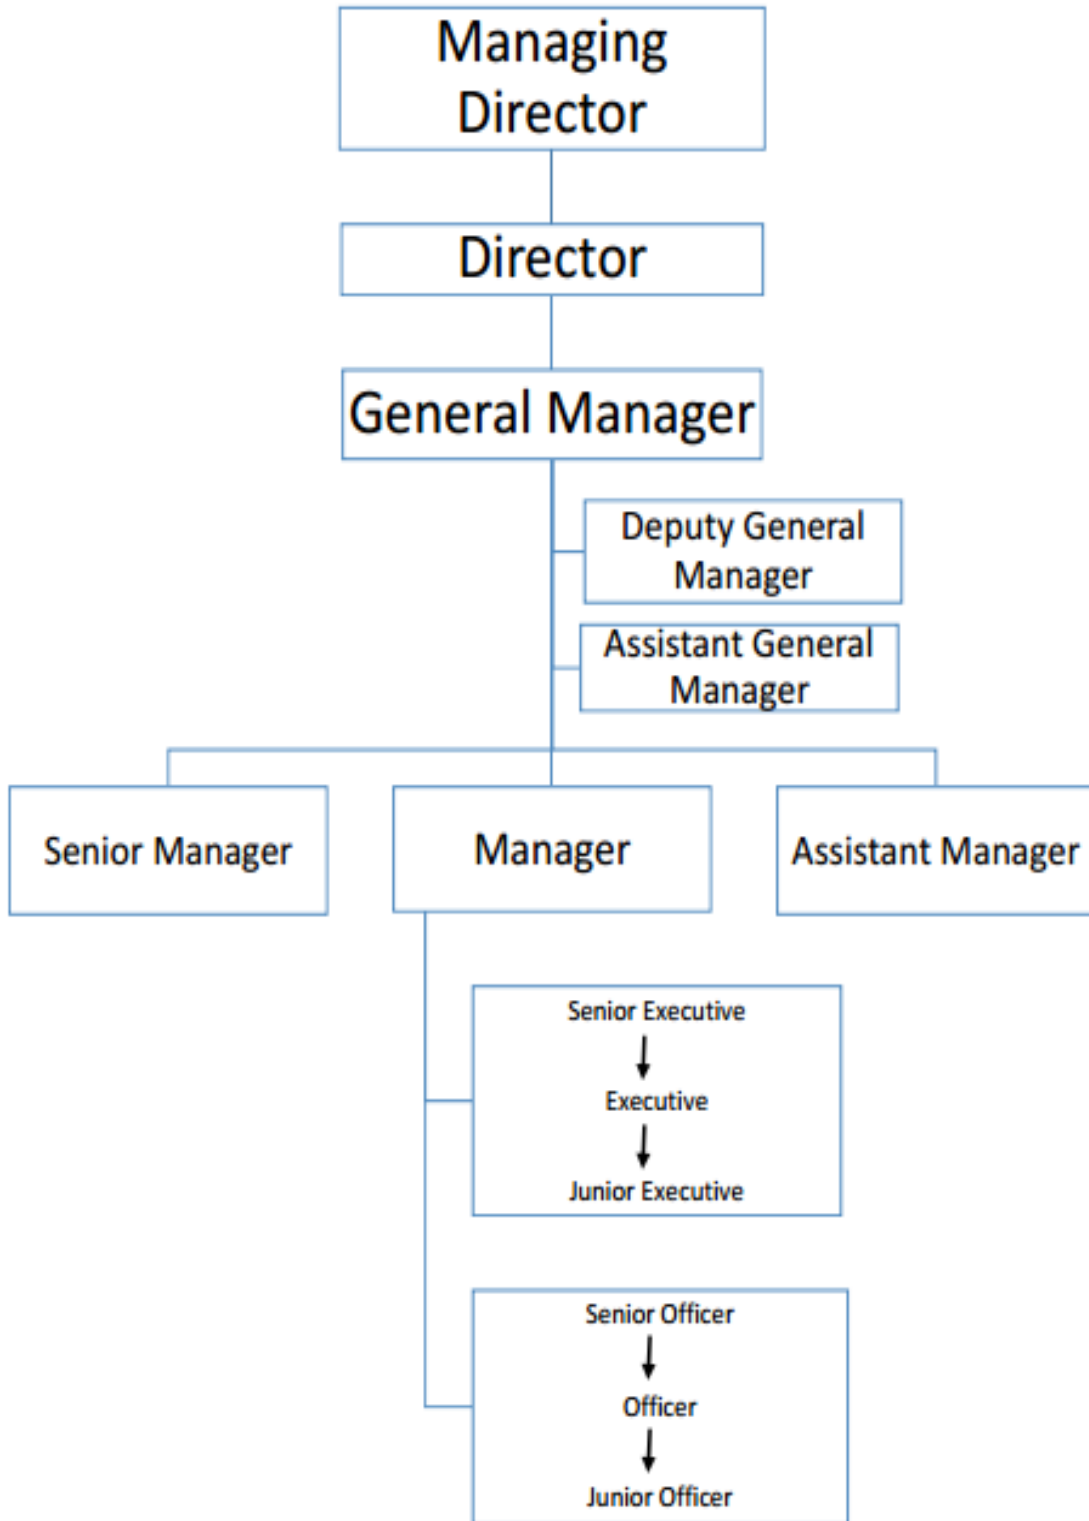 Managing
Director
Director
General Manager
Deputy General
Manager
Assistant General
Manager
Senior Manager
Manager
Assistant Manager
Senior Executive
Executive
Junior Executive
Senior Officer
Officer
Junior Officer